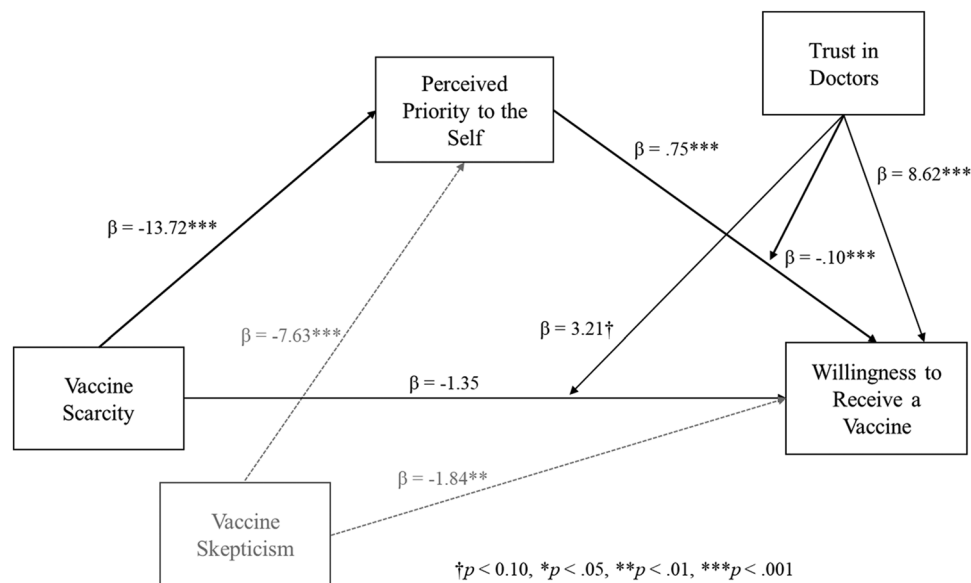 Trust in
Doctors
Perceived
Priority to the
Self
β = .75***
β = 8.62***
β = -13.72***
β = -.10***
β = -7.63***
β = 3.21†
Vaccine
Scarcity
β = -1.35
Willingness to
Receive a
Vaccine
β = -1.84**
Vaccine
Skepticism
†p < 0.10, *p < .05, **p < .01, ***p < .001